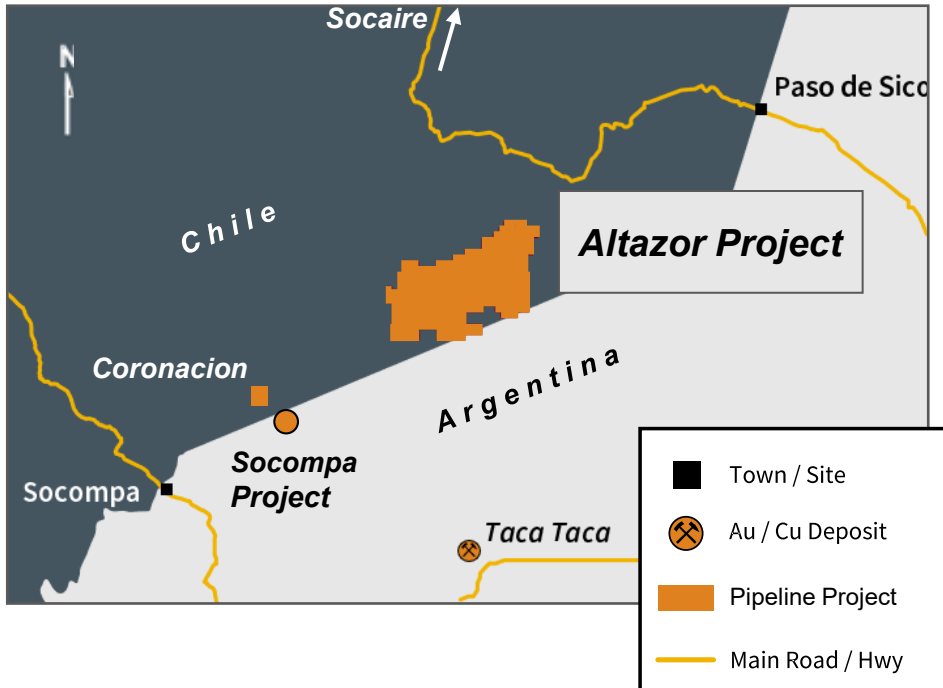 Socaire
N
Paso de Sico
Chile
Altazor Project
Coronacion
Argentina
Socompa
Project
Socompa
Taca Taca
Town / Site
Au / Cu Deposit
Pipeline Project
Main Road / Hwy